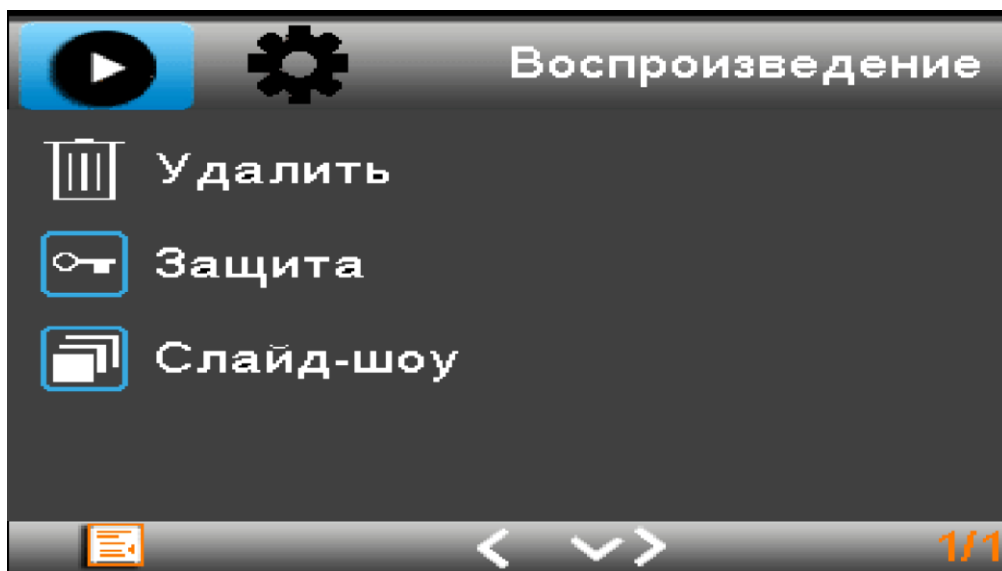 Воспроизведение
Удалить
Защита
Слайд-шоу
1/1